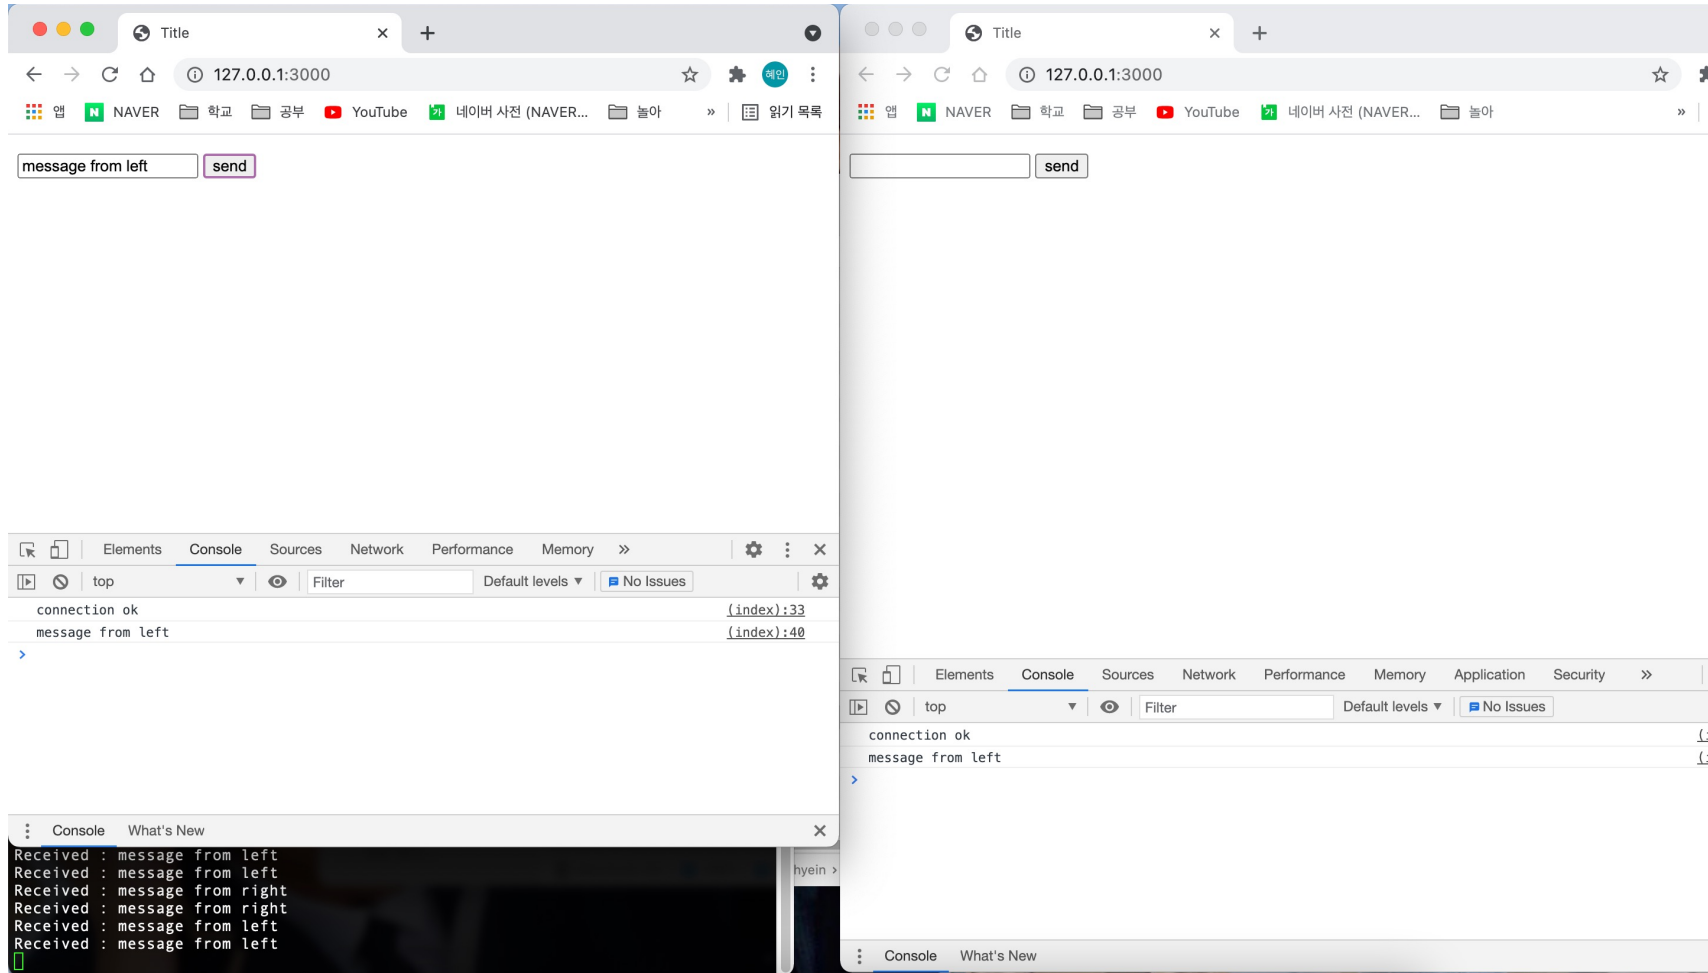 Title
127.0.0.1:3000
혜인
앱 NAVER 학교 공부 YouTube 네이버 사전 (NAVER... 놀아 » 읽기 목록
message from left send
Elements Console Sources Network Performance Memory »
top Filter Default levels ▼ No Issues
connection ok (index):33
message from left (index):40
Console What's New
Received : message from left
Received : message from left
Received : message from right
Received : message from right
Received : message from left
Received : message from left
hyein ›
Title
127.0.0.1:3000
앱 NAVER 학교 공부 YouTube 네이버 사전 (NAVER... 놀아 »
send
Elements Console Sources Network Performance Memory Application Security »
top Filter Default levels ▼ No Issues
connection ok
message from left
Console What's New